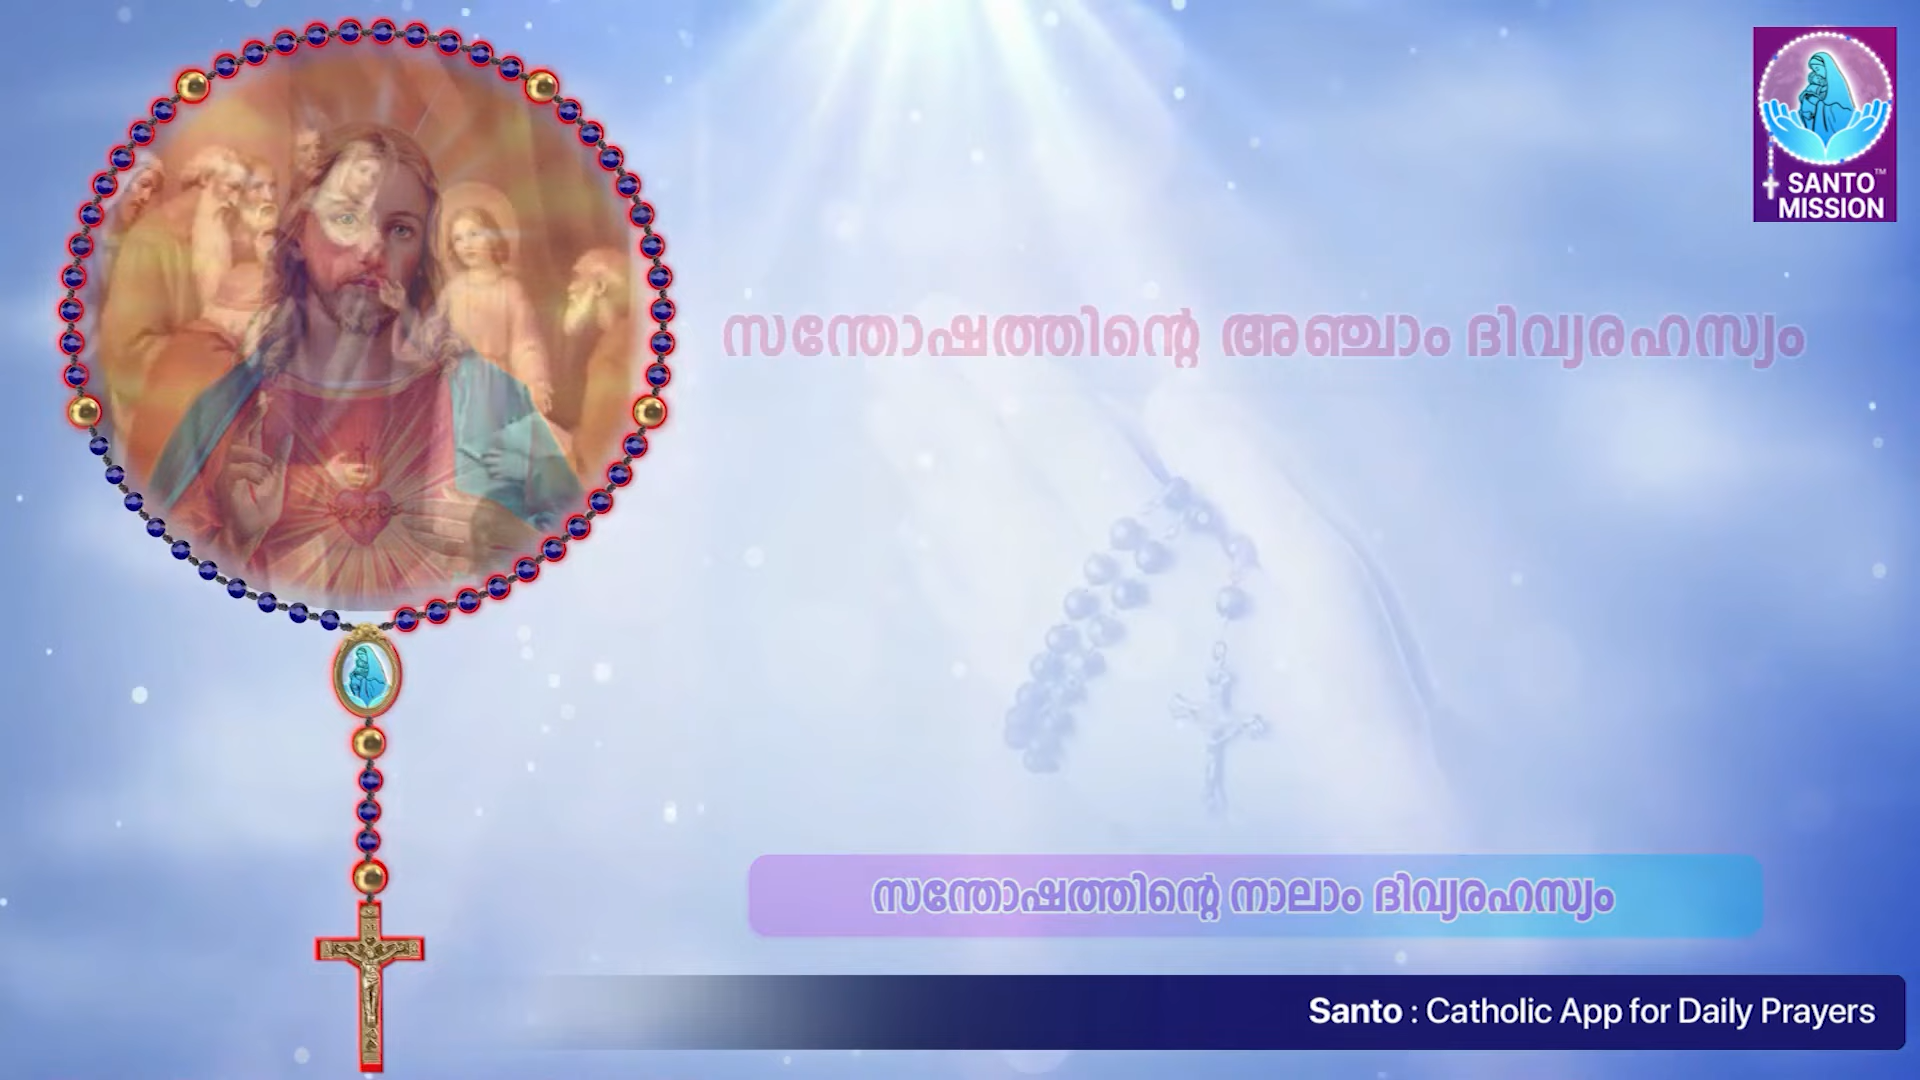 SANTO™
MISSION
സന്തോഷത്തിന്റെ അഞ്ചാം ദിവ്യരഹസ്യം
സന്തോഷത്തിന്റെ നാലാം ദിവ്യരഹസ്യം
Santo : Catholic App for Daily Prayers